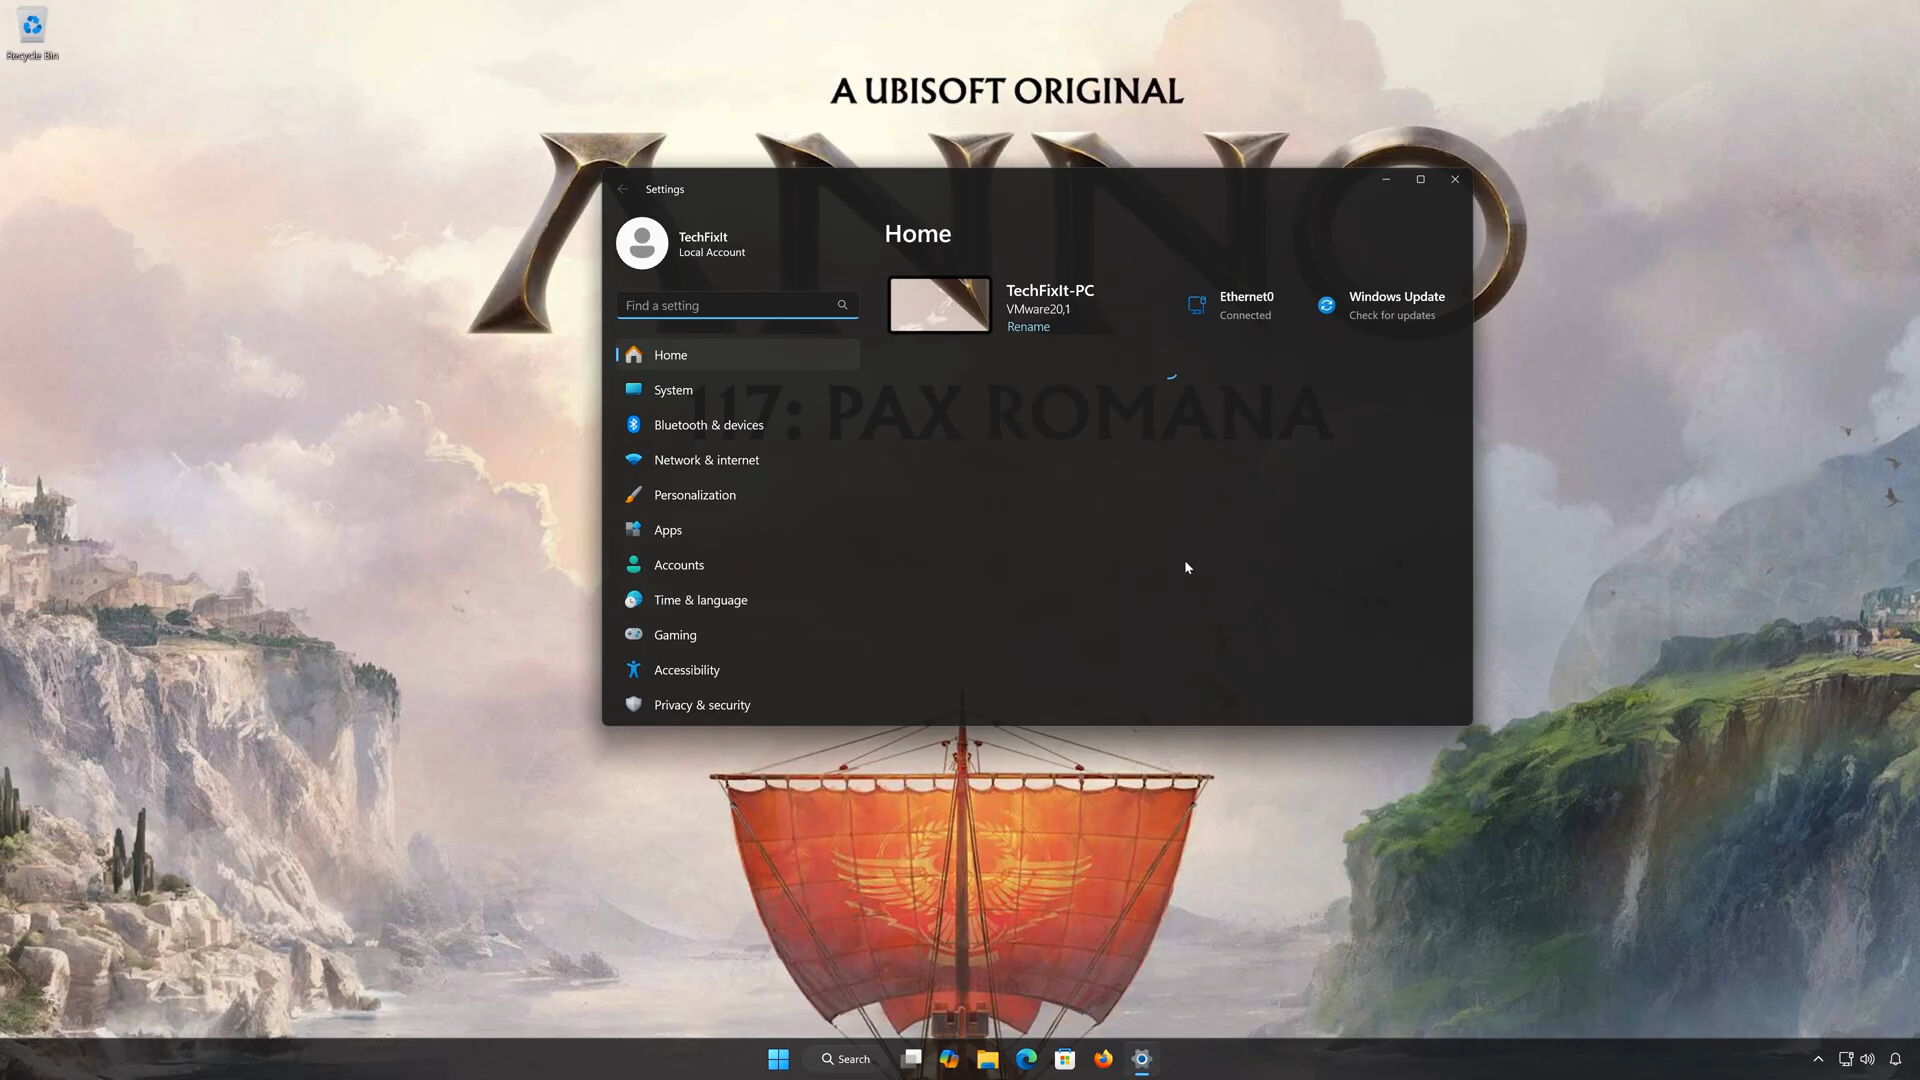 Recycle Bin
A UBISOFT ORIGINAL
ANNO
117: PAX ROMANA
Settings
TechFixIt
Local Account
Find a setting
Home
System
Bluetooth & devices
Network & internet
Personalization
Apps
Accounts
Time & language
Gaming
Accessibility
Privacy & security
Home
TechFixIt-PC
VMware20,1
Rename
Ethernet0
Connected
Windows Update
Check for updates
Search